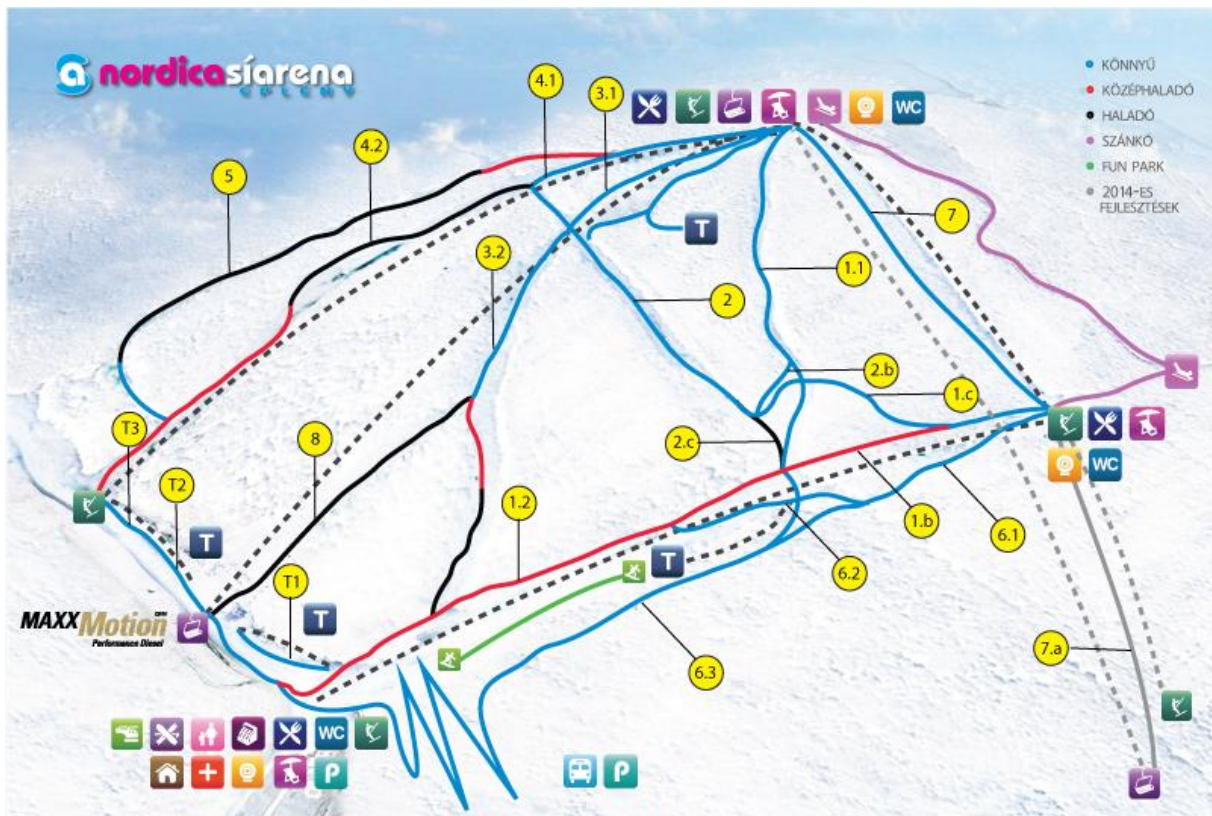 nordicasíarena
eplény
KÖNNYŰ
KÖZÉPHALADÓ
HALADÓ
SZÁNKÓ
FUN PARK
2014-ES
FEJLESZTÉSEK
4.1
3.1
WC
4.2
5
7
T
3.2
1.1
2
2.b
1.c
T3
8
2.c
WC
T2
1.2
1.b
6.1
T
T
T1
6.2
MAXX Motion
Performance Diesel
T
7.a
6.3
WC
P
P